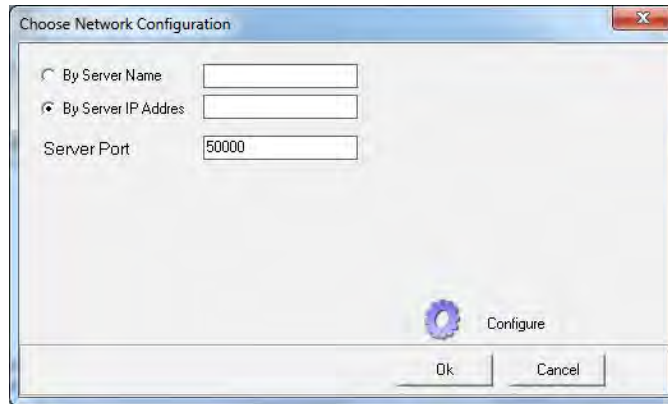 Choose Network Configuration
By Server Name
By Server IP Addres
Server Port 50000
Configure
Ok Cancel